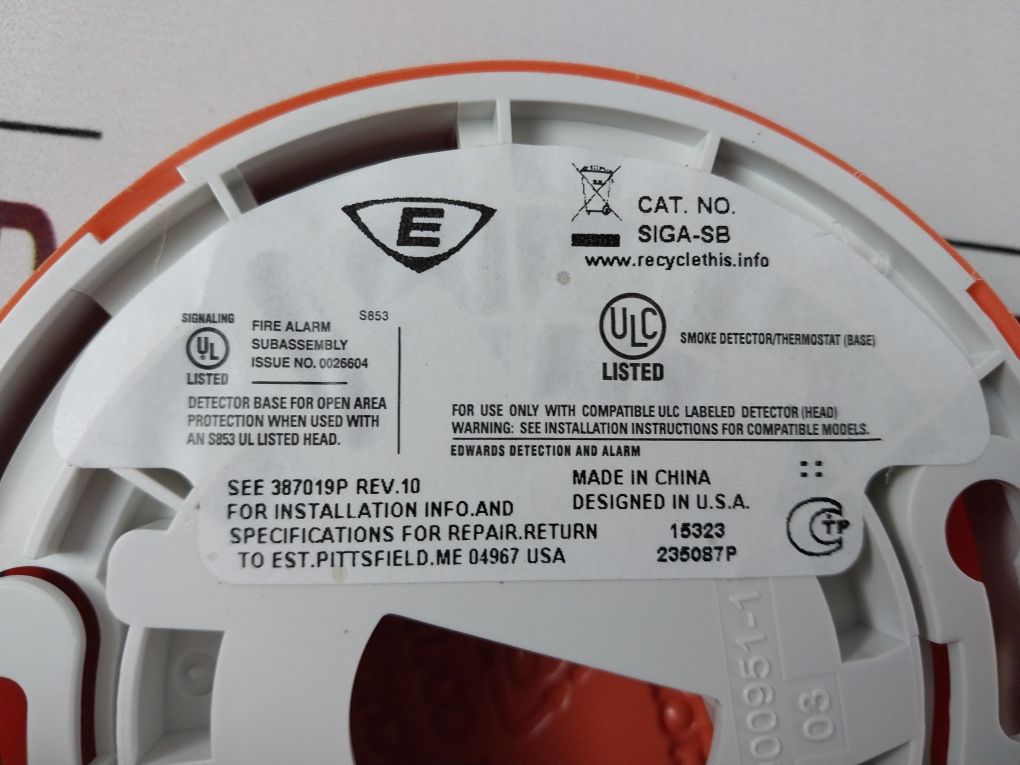 E
CAT. NO.
SIGA-SB
www.recyclethis.info
SIGNALING
UL
LISTED
FIRE ALARM
SUBASSEMBLY
ISSUE NO. 0026604
S853
DETECTOR BASE FOR OPEN AREA
PROTECTION WHEN USED WITH
AN S853 UL LISTED HEAD.
ULC
LISTED
SMOKE DETECTOR/THERMOSTAT (BASE)
FOR USE ONLY WITH COMPATIBLE ULC LABELED DETECTOR (HEAD)
WARNING: SEE INSTALLATION INSTRUCTIONS FOR COMPATIBLE MODELS.
EDWARDS DETECTION AND ALARM
SEE 387019P REV.10
FOR INSTALLATION INFO.AND
SPECIFICATIONS FOR REPAIR.RETURN
TO EST.PITTSFIELD.ME 04967 USA
MADE IN CHINA
DESIGNED IN U.S.A.
15323
235087P
CTP
00951-1
03